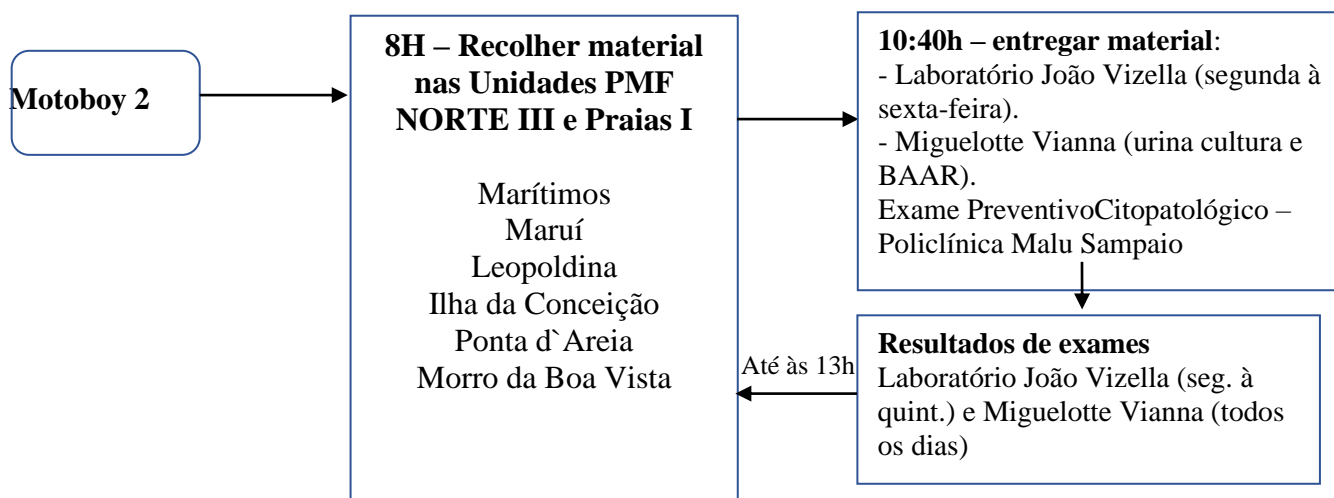 Motoboy 2
8H – Recolher material
nas Unidades PMF
NORTE III e Praias I
Marítimos
Maruí
Leopoldina
Ilha da Conceição
Ponta d`Areia
Morro da Boa Vista
10:40h – entregar material:
- Laboratório João Vizella (segunda à
sexta-feira).
- Miguelotte Vianna (urina cultura e
BAAR).
Exame PreventivoCitopatológico –
Policlínica Malu Sampaio
Resultados de exames
Laboratório João Vizella (seg. à
quint.) e Miguelotte Vianna (todos
os dias)
Até às 13h